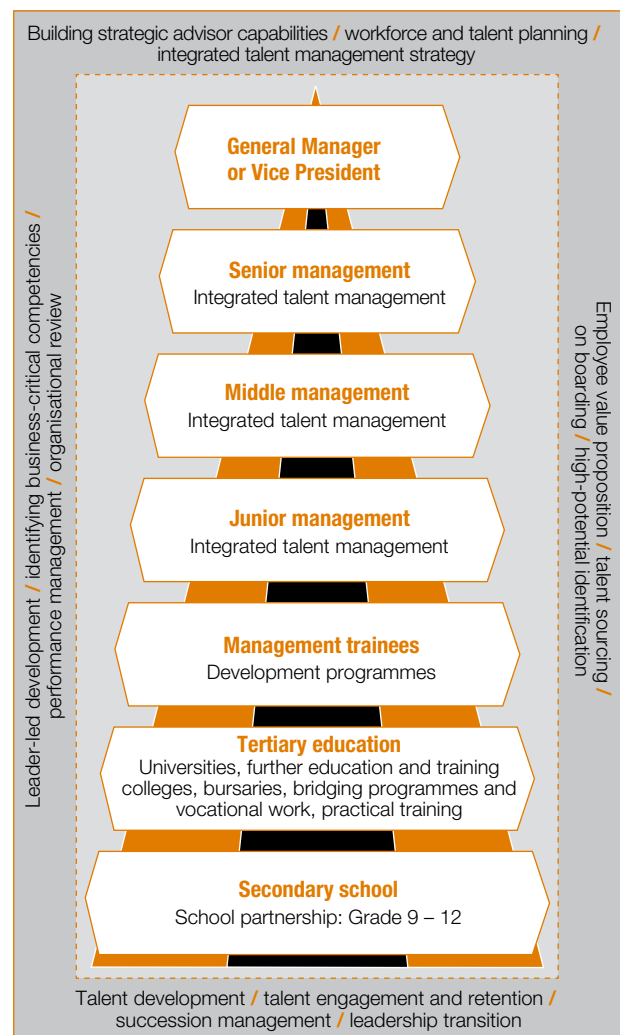 Building strategic advisor capabilities / workforce and talent planning /
integrated talent management strategy
General Manager
or Vice President
Senior management
Integrated talent management
Middle management
Integrated talent management
Junior management
Integrated talent management
Management trainees
Development programmes
Tertiary education
Universities, further education and training
colleges, bursaries, bridging programmes and
vocational work, practical training
Secondary school
School partnership: Grade 9 – 12
Leader-led development / identifying business-critical competencies /
performance management / organisational review
Employee value proposition / talent sourcing /
on boarding / high-potential identification
Talent development / talent engagement and retention /
succession management / leadership transition